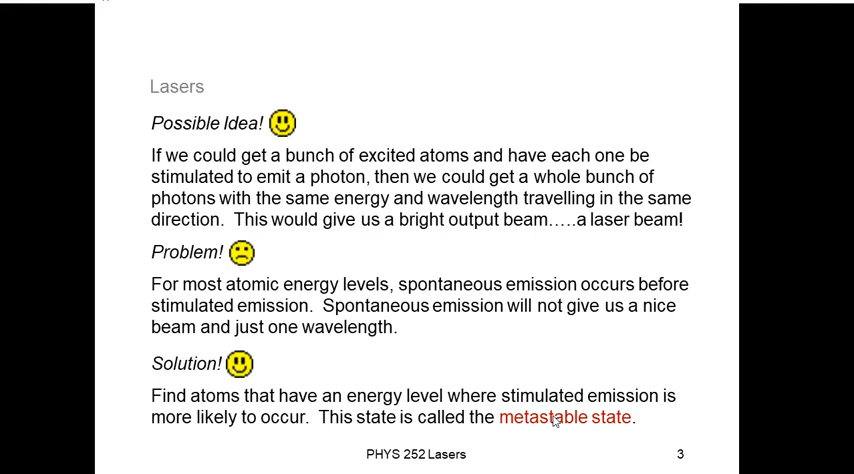 Lasers
Possible Idea!
If we could get a bunch of excited atoms and have each one be
stimulated to emit a photon, then we could get a whole bunch of
photons with the same energy and wavelength travelling in the same
direction.  This would give us a bright output beam…..a laser beam!
Problem!
For most atomic energy levels, spontaneous emission occurs before
stimulated emission.  Spontaneous emission will not give us a nice
beam and just one wavelength.
Solution!
Find atoms that have an energy level where stimulated emission is
more likely to occur.  This state is called the metastable state.
PHYS 252 Lasers
3